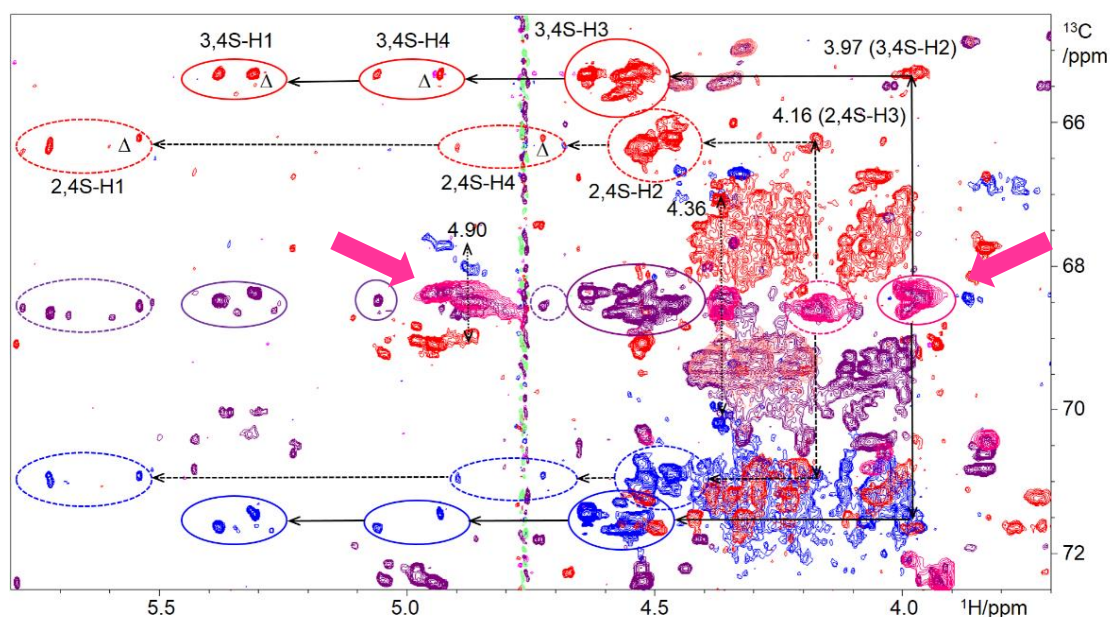 3,4S-H1 3,4S-H4 3,4S-H3
¹³C
/ppm
3.97 (3,4S-H2)
Δ Δ
4.16 (2,4S-H3)
66
Δ Δ
2,4S-H1 2,4S-H4 2,4S-H2
4.36
4.90
68
70
72
5.5 5.0 4.5 4.0 ¹H/ppm